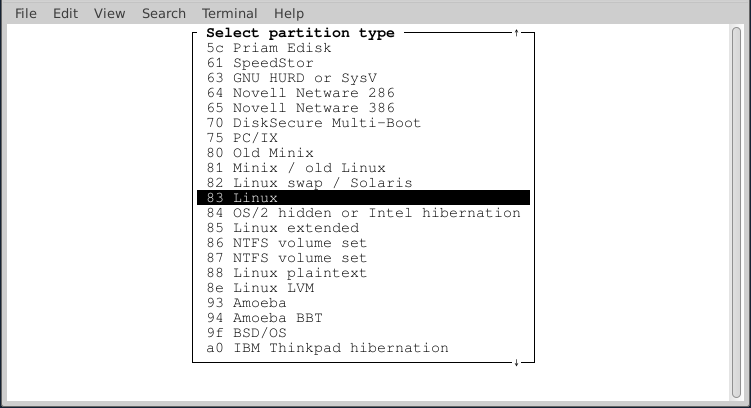 File Edit View Search Terminal Help
Select partition type ↑
5c Priam Edisk
61 SpeedStor
63 GNU HURD or SysV
64 Novell Netware 286
65 Novell Netware 386
70 DiskSecure Multi-Boot
75 PC/IX
80 Old Minix
81 Minix / old Linux
82 Linux swap / Solaris
83 Linux
84 OS/2 hidden or Intel hibernation
85 Linux extended
86 NTFS volume set
87 NTFS volume set
88 Linux plaintext
8e Linux LVM
93 Amoeba
94 Amoeba BBT
9f BSD/OS
a0 IBM Thinkpad hibernation
↓